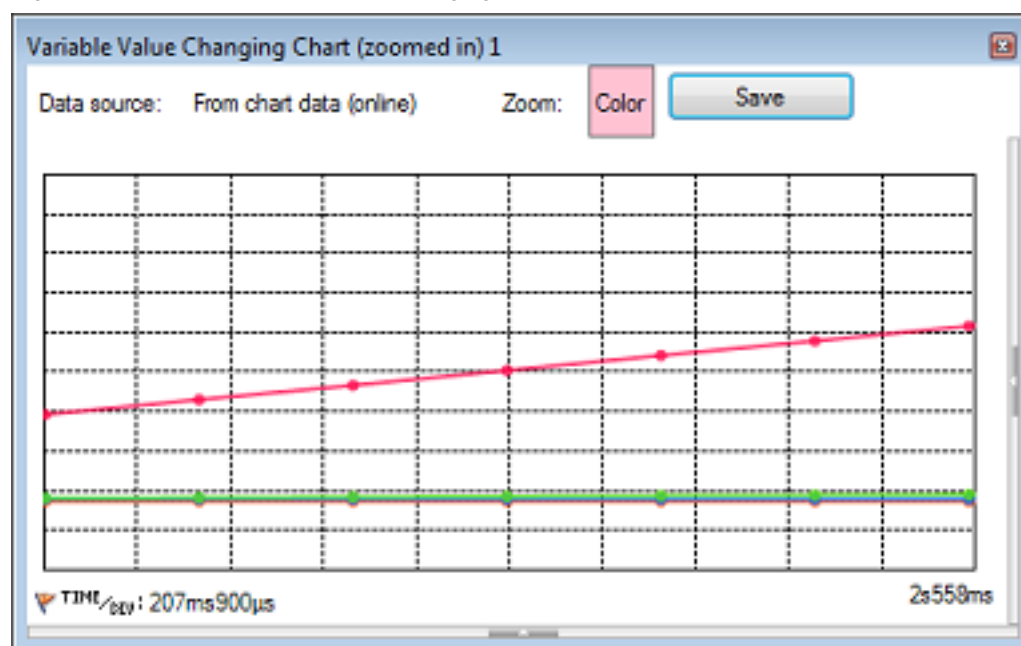 Variable Value Changing Chart (zoomed in) 1
Data source: From chart data (online) Zoom: Color Save
TIME/DEV: 207ms900µs 2s558ms